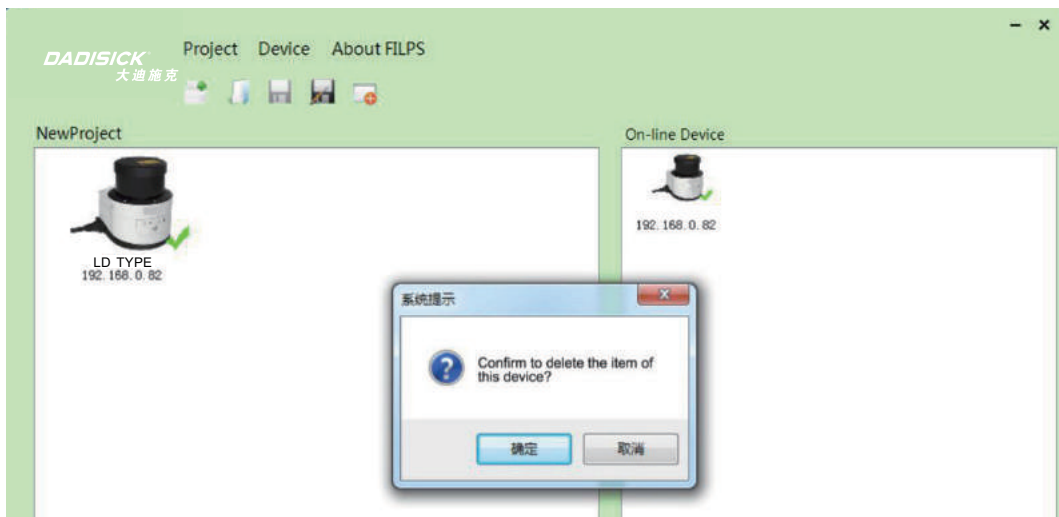 DADISICK
大迪施克
Project Device About FILPS
NewProject
On-line Device
LD TYPE
192.168.0.82
192.168.0.82
系统提示
Confirm to delete the item of
this device?
确定
取消